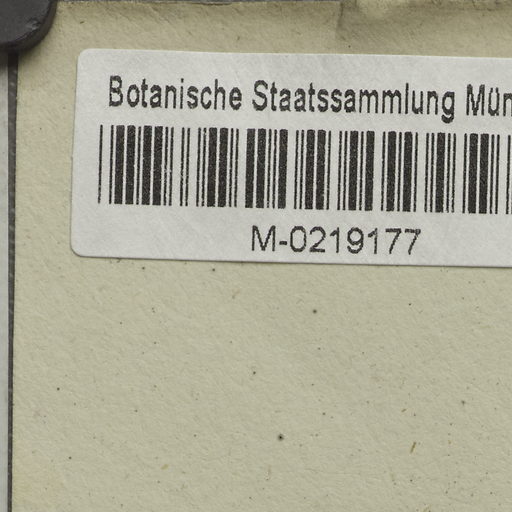 Botanische Staatssammlung Mün
M-0219177